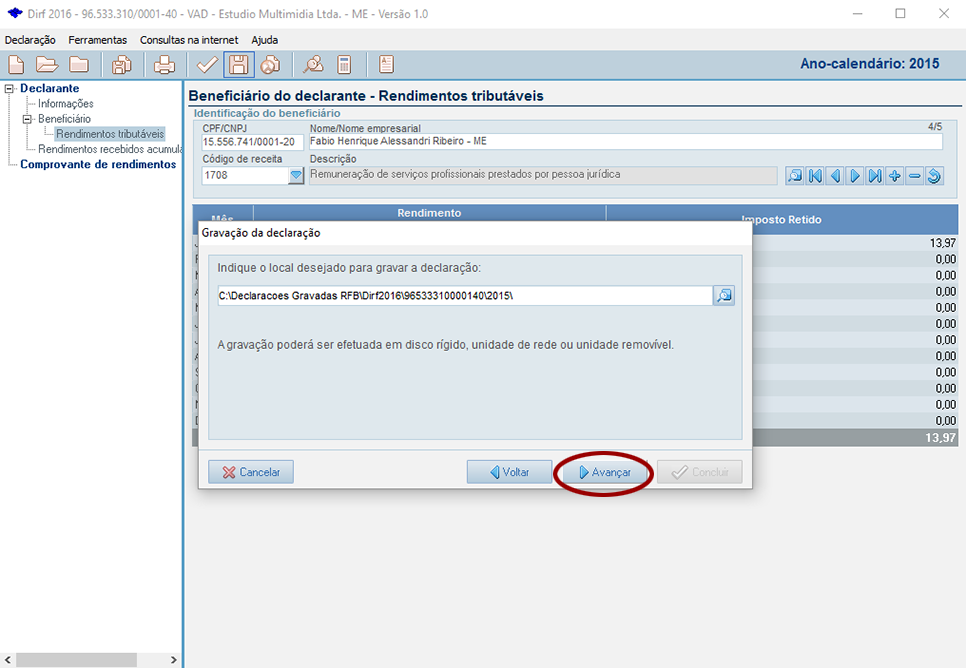 Dirf 2016 - 96.533.310/0001-40 - VAD - Estudio Multimidia Ltda. - ME - Versão 1.0
Declaração Ferramentas Consultas na internet Ajuda
Ano-calendário: 2015
Declarante
Informações
Beneficiário
Rendimentos tributáveis
Rendimentos recebidos acumula
Comprovante de rendimentos
Beneficiário do declarante - Rendimentos tributáveis
Identificação do beneficiário
CPF/CNPJ Nome/Nome empresarial 4/5
15.556.741/0001-20 Fabio Henrique Alessandri Ribeiro - ME
Código de receita Descrição
1708 Remuneração de serviços profissionais prestados por pessoa jurídica
Mês Rendimento Imposto Retido
13,97
0,00
0,00
0,00
0,00
0,00
0,00
0,00
0,00
0,00
0,00
0,00
13,97
Gravação da declaração
Indique o local desejado para gravar a declaração:
C:\Declaracoes Gravadas RFB\Dirf2016\96533310000140\2015\
A gravação poderá ser efetuada em disco rígido, unidade de rede ou unidade removível.
Cancelar Voltar Avançar Concluir